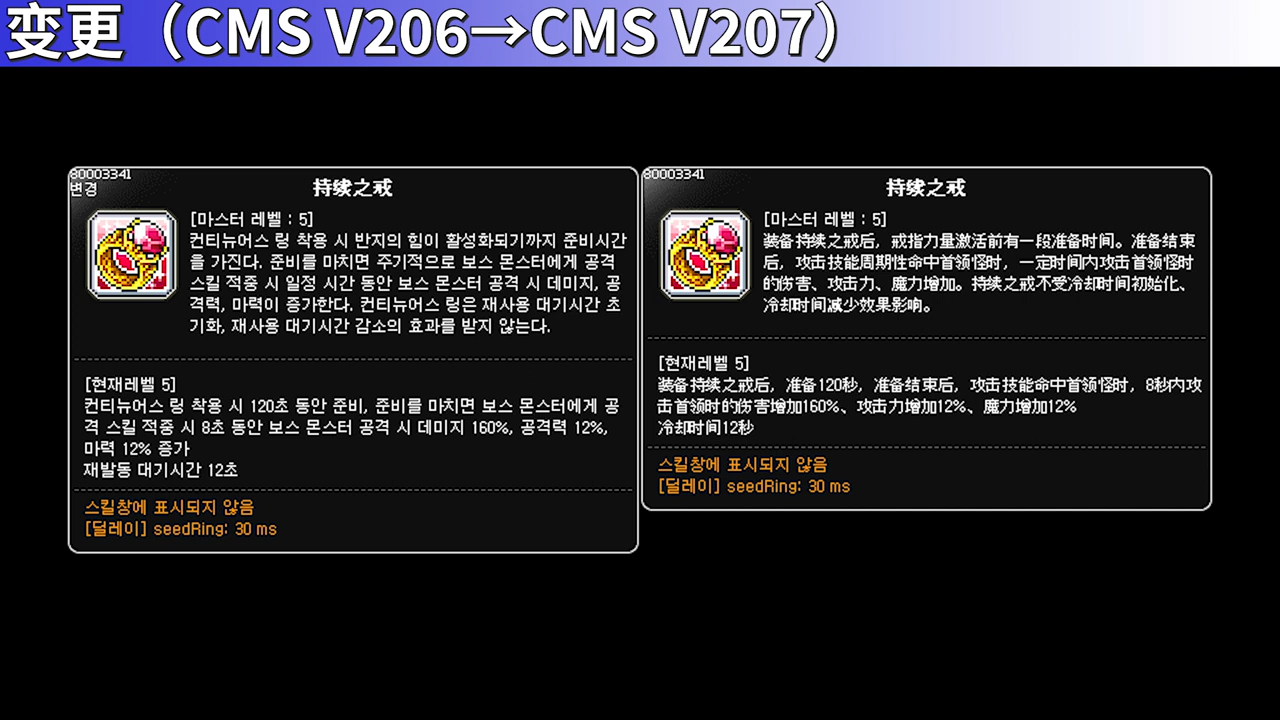 变更（CMS V206→CMS V207）
80003341
변경
持续之戒
[마스터 레벨 : 5]
컨티뉴어스 링 착용 시 반지의 힘이 활성화되기까지 준비시간
을 가진다. 준비를 마치면 주기적으로 보스 몬스터에게 공격
스킬 적중 시 일정 시간 동안 보스 몬스터 공격 시 데미지, 공
격력, 마력이 증가한다. 컨티뉴어스 링은 재사용 대기시간 초
기화, 재사용 대기시간 감소의 효과를 받지 않는다.
[현재레벨 5]
컨티뉴어스 링 착용 시 120초 동안 준비, 준비를 마치면 보스 몬스터에게 공
격 스킬 적중 시 8초 동안 보스 몬스터 공격 시 데미지 160%, 공격력 12%,
마력 12% 증가
재발동 대기시간 12초
스킬창에 표시되지 않음
[딜레이] seedRing: 30 ms
80003341
持续之戒
[마스터 레벨 : 5]
装备持续之戒后，戒指力量激活前有一段准备时间。准备结束
后，攻击技能周期性命中首领怪时，一定时间内攻击首领怪时
的伤害、攻击力、魔力增加。持续之戒不受冷却时间初始化、
冷却时间减少效果影响。
[현재레벨 5]
装备持续之戒后，准备120秒，准备结束后，攻击技能命中首领怪时，8秒内攻
击首领时的伤害增加160%、攻击力增加12%、魔力增加12%
冷却时间12秒
스킬창에 표시되지 않음
[딜레이] seedRing: 30 ms